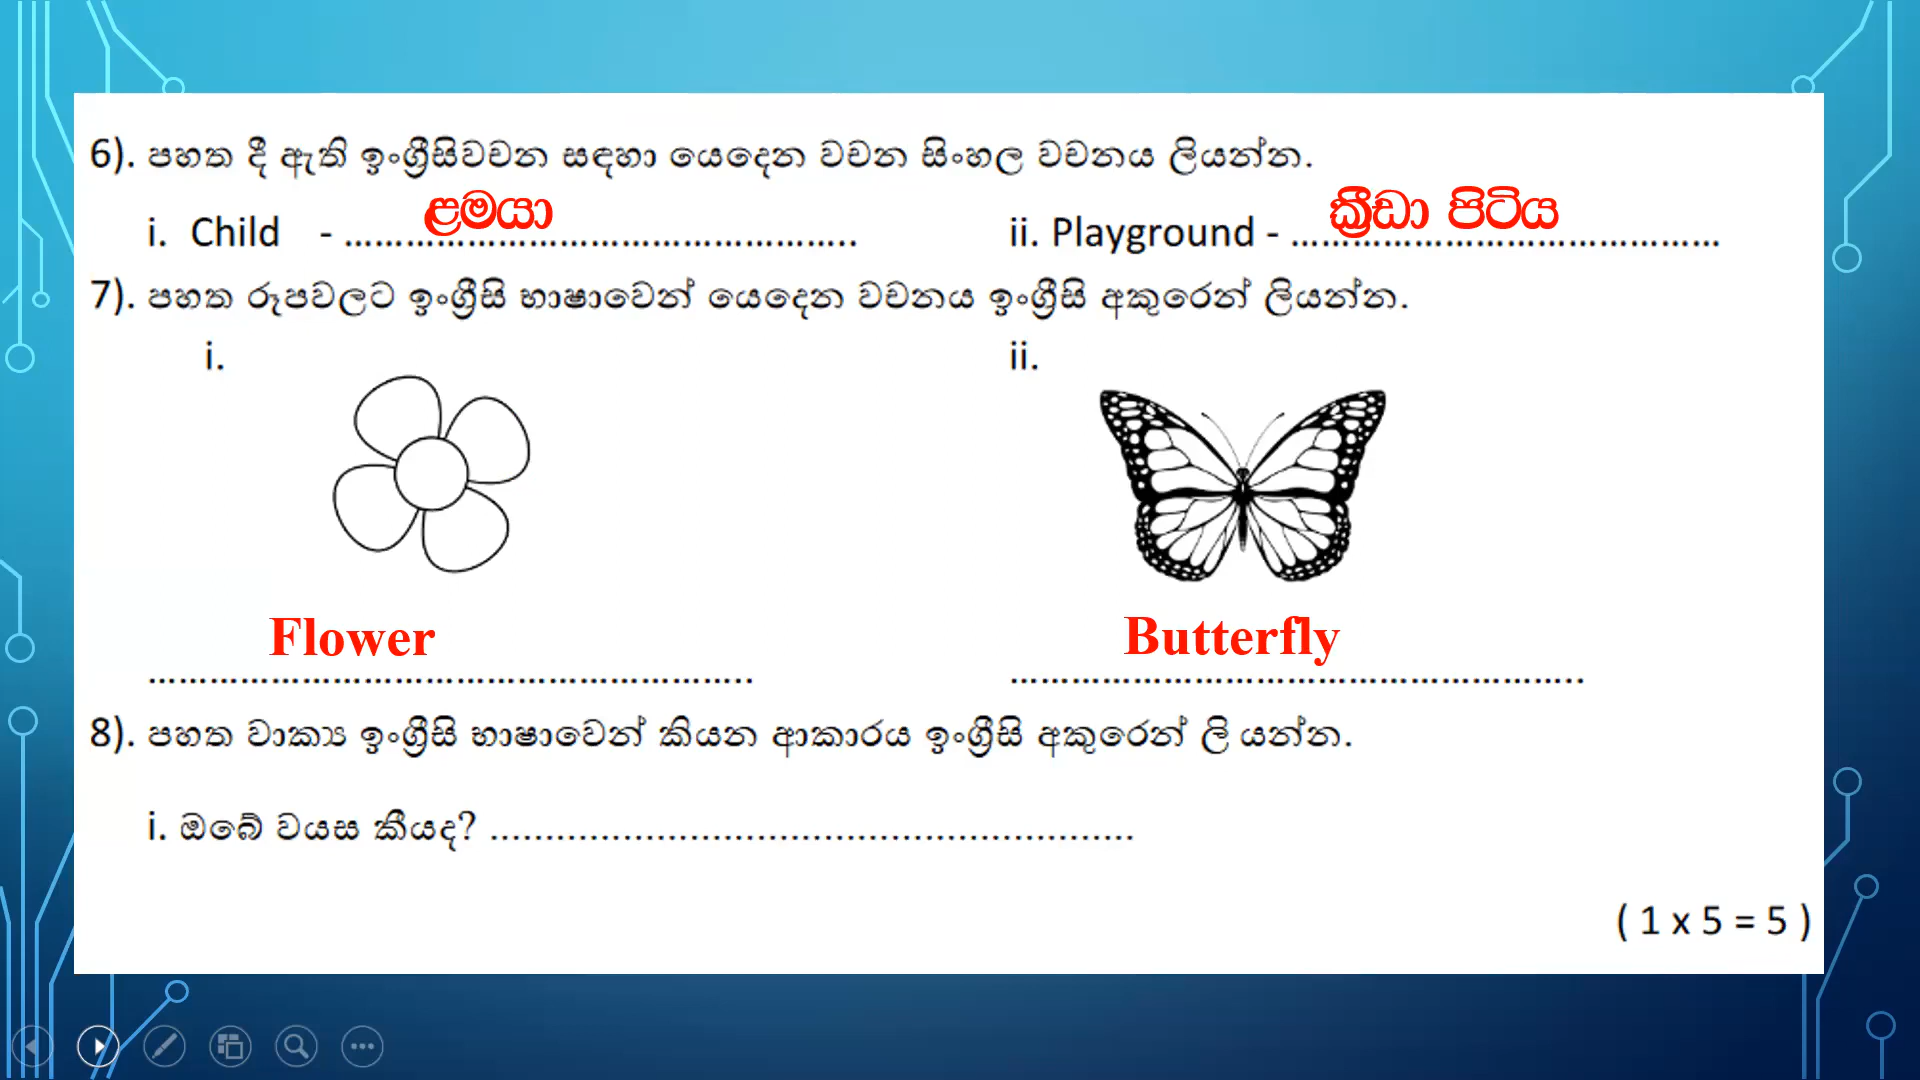 6). පහත දී ඇති ඉංග්‍රීසිවචන සඳහා යෙදෙන වචන සිංහල වචනය ලියන්න.
i. Child - ළමයා ................................................ ii. Playground - ක්‍රීඩා පිටිය ..........................................
7). පහත රූපවලට ඉංග්‍රීසි භාෂාවෙන් යෙදෙන වචනය ඉංග්‍රීසි අකුරෙන් ලියන්න.
i. ii.
Flower Butterfly
........................................................... ........................................................
8). පහත වාක්‍ය ඉංග්‍රීසි භාෂාවෙන් කියන ආකාරය ඉංග්‍රීසි අකුරෙන් ලි යන්න.
i. ඔබේ වයස කීයද? ......................................................
( 1 x 5 = 5 )